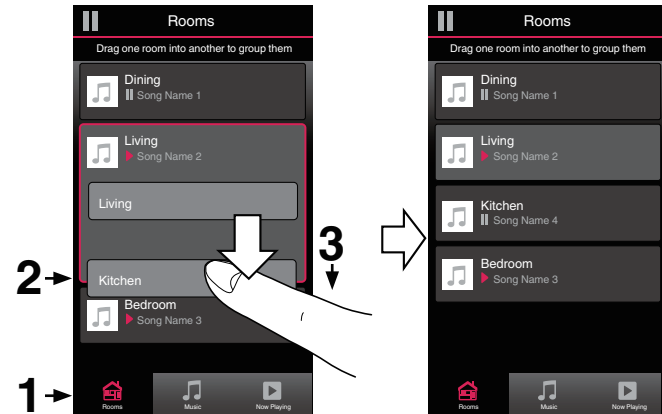 Rooms
Drag one room into another to group them
Dining
Song Name 1
Living
Song Name 2
Living
Kitchen
Bedroom
Song Name 3
Rooms
Music
Now Playing
2
3
1
Rooms
Drag one room into another to group them
Dining
Song Name 1
Living
Song Name 2
Kitchen
Song Name 4
Bedroom
Song Name 3
Rooms
Music
Now Playing